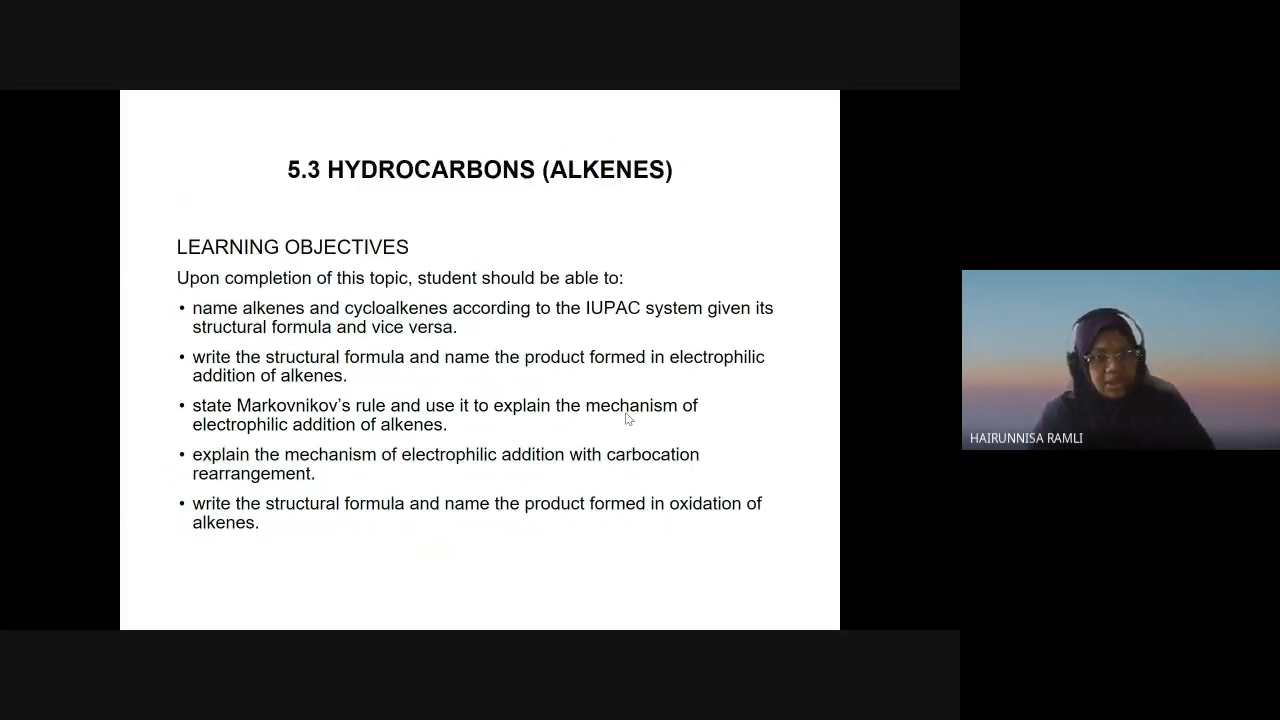 5.3 HYDROCARBONS (ALKENES)
LEARNING OBJECTIVES
Upon completion of this topic, student should be able to:
• name alkenes and cycloalkenes according to the IUPAC system given its
structural formula and vice versa.
• write the structural formula and name the product formed in electrophilic
addition of alkenes.
• state Markovnikov’s rule and use it to explain the mechanism of
electrophilic addition of alkenes.
• explain the mechanism of electrophilic addition with carbocation
rearrangement.
• write the structural formula and name the product formed in oxidation of
alkenes.
HAIRUNNISA RAMLI